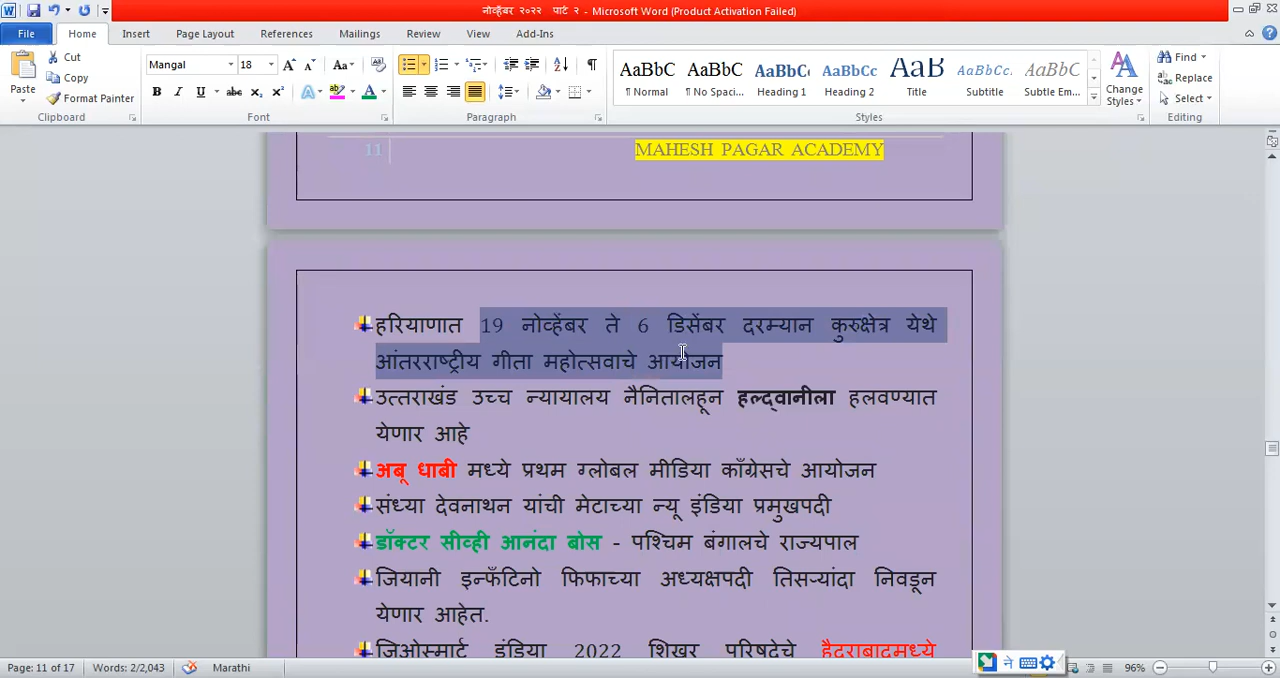 नोव्हेंबर २०२२ पार्ट २ - Microsoft Word (Product Activation Failed)
File Home Insert Page Layout References Mailings Review View Add-Ins
Paste
Cut
Copy
Format Painter
Clipboard
Mangal 18
Font
Paragraph
AaBbC AaBbC AaBbC AaBbCc AaB AaBbCc. AaBbC
¶ Normal ¶ No Spaci... Heading 1 Heading 2 Title Subtitle Subtle Em...
Styles
Change Styles
Find
Replace
Select
Editing
11 MAHESH PAGAR ACADEMY
हरियाणात 19 नोव्हेंबर ते 6 डिसेंबर दरम्यान कुरुक्षेत्र येथे
आंतरराष्ट्रीय गीता महोत्सवाचे आयोजन
उत्तराखंड उच्च न्यायालय नैनितालहून हल्द्वानीला हलवण्यात
येणार आहे
अबू धाबी मध्ये प्रथम ग्लोबल मीडिया काँग्रेसचे आयोजन
संध्या देवनाथन यांची मेटाच्या न्यू इंडिया प्रमुखपदी
डॉक्टर सीव्ही आनंदा बोस - पश्चिम बंगालचे राज्यपाल
जियानी इन्फँटिनो फिफाच्या अध्यक्षपदी तिसऱ्यांदा निवडून
येणार आहेत.
जिओस्मार्ट इंडिया 2022 शिखर परिषदेचे हैदराबादमध्ये
Page: 11 of 17 Words: 2/2,043 Marathi ने 96%